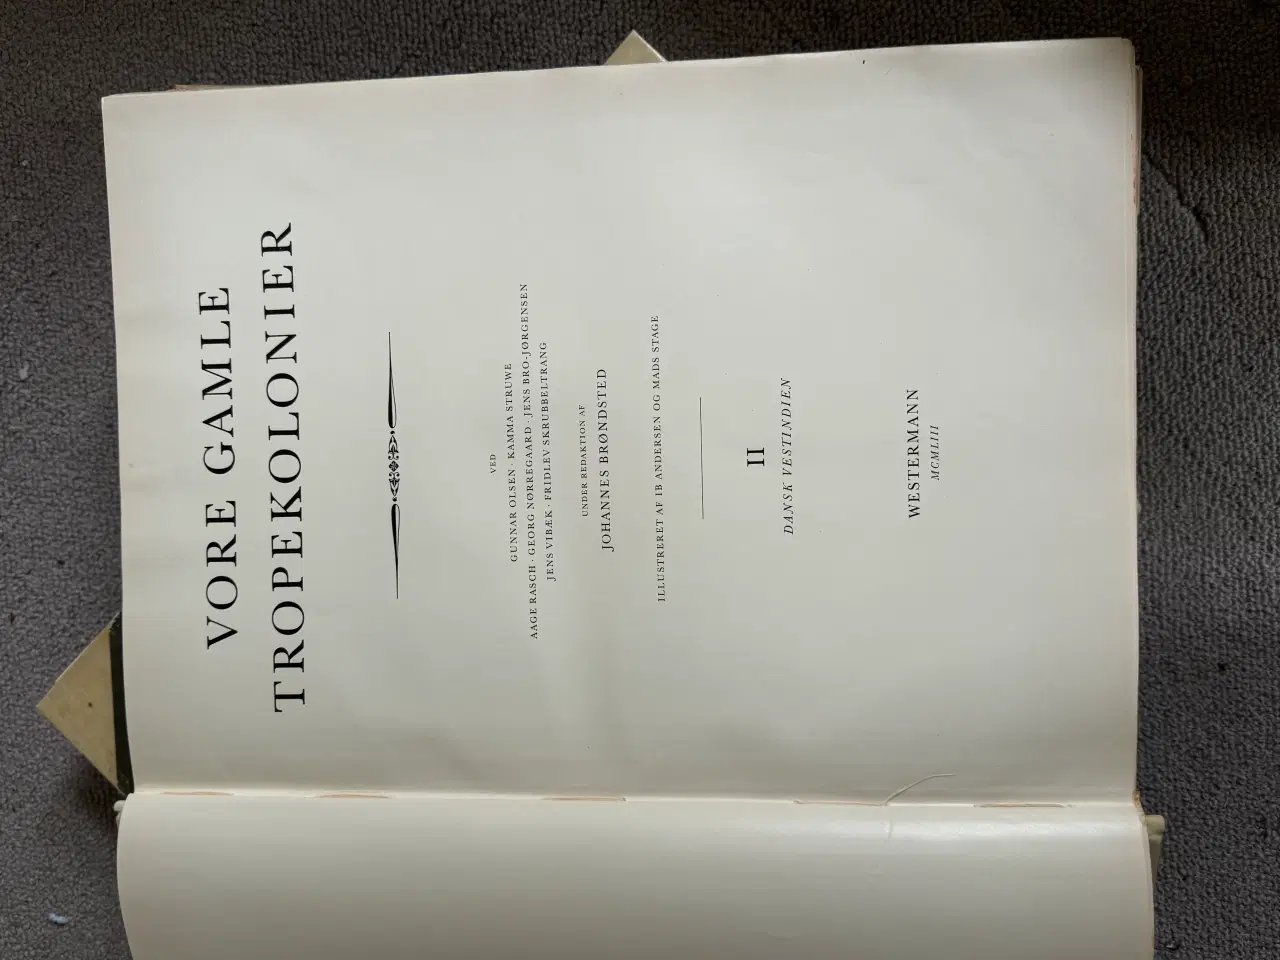 VORE GAMLE
TROPEKOLONIER
VED
GUNNAR OLSEN · KAMMA STRUWE
AAGE RASCH · GEORG NØRREGAARD · JENS BRO-JØRGENSEN
JENS VIBÆK · FRIDLEV SKRUBBELTRANG
UNDER REDAKTION AF
JOHANNES BRØNDSTED
ILLUSTRERET AF IB ANDERSEN OG MADS STAGE
II
DANSK VESTINDIEN
WESTERMANN
MCMLIII